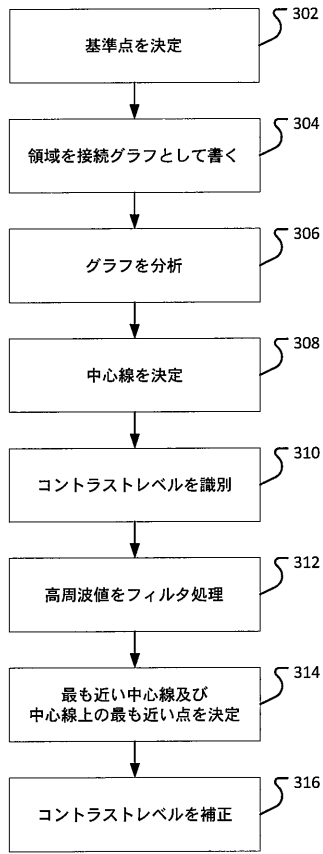 302
基準点を決定
304
領域を接続グラフとして書く
306
グラフを分析
308
中心線を決定
310
コントラストレベルを識別
312
高周波値をフィルタ処理
314
最も近い中心線及び
中心線上の最も近い点を決定
316
コントラストレベルを補正